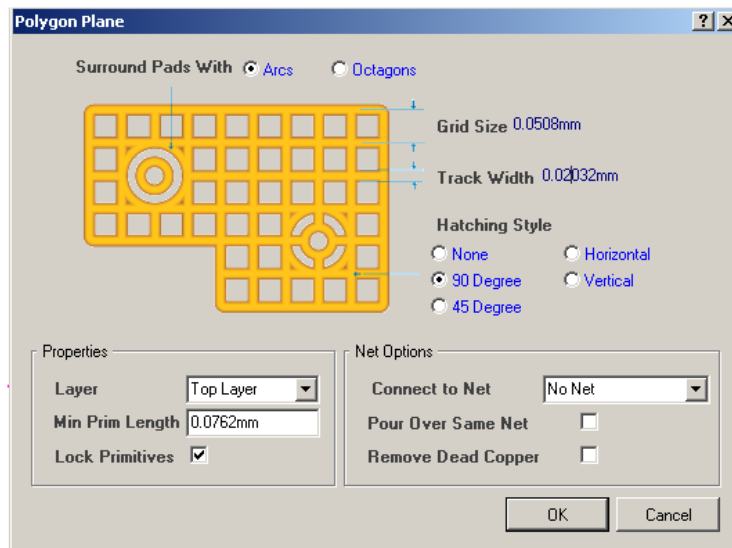 Polygon Plane
Surround Pads With Arcs Octagons
Grid Size 0.0508mm
Track Width 0.02032mm
Hatching Style
None Horizontal
90 Degree Vertical
45 Degree
Properties
Layer Top Layer
Min Prim Length 0.0762mm
Lock Primitives
Net Options
Connect to Net No Net
Pour Over Same Net
Remove Dead Copper
OK Cancel